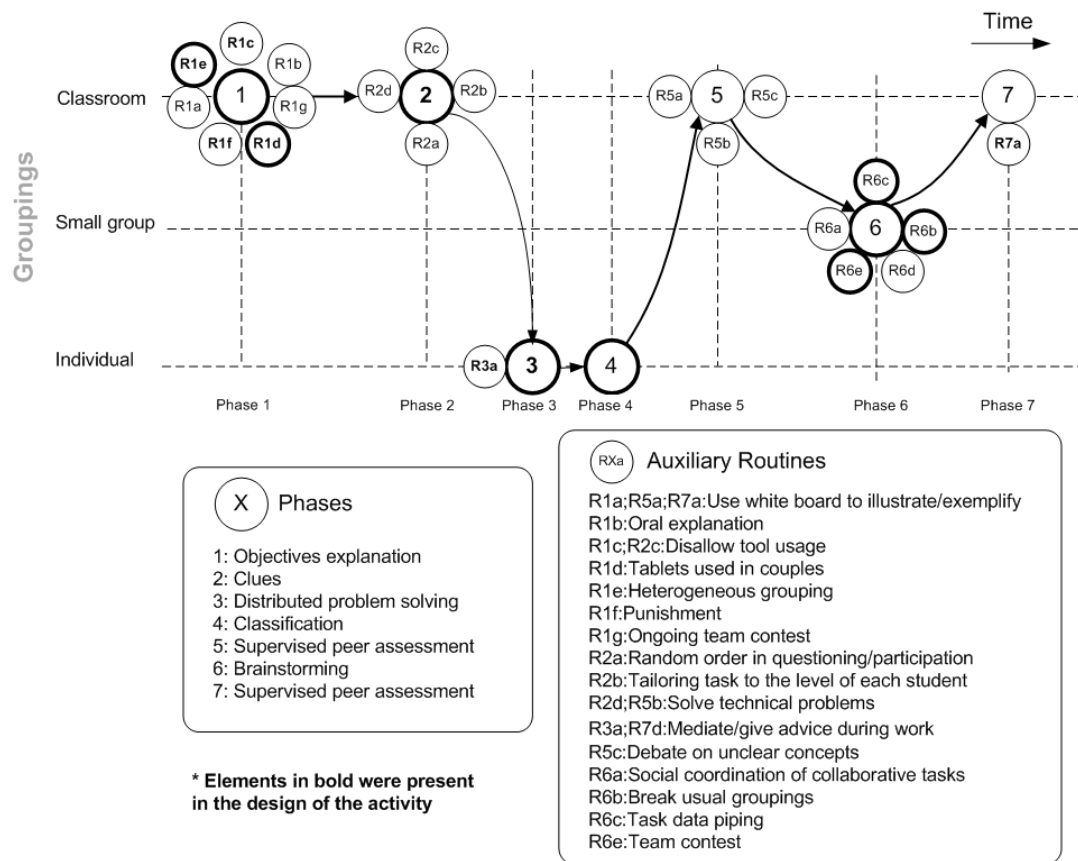 Time
R1c
R1e
R1b
R2c
Classroom
R1a
1
R1g
R2d
2
R2b
R5a
5
R5c
7
R1f
R1d
R2a
R5b
R7a
Groupings
R6c
Small group
R6a
6
R6b
R6e
R6d
Individual
R3a
3
4
Phase 1
Phase 2
Phase 3
Phase 4
Phase 5
Phase 6
Phase 7
X
Phases
1: Objectives explanation
2: Clues
3: Distributed problem solving
4: Classification
5: Supervised peer assessment
6: Brainstorming
7: Supervised peer assessment
* Elements in bold were present
in the design of the activity
RXa
Auxiliary Routines
R1a;R5a;R7a:Use white board to illustrate/exemplify
R1b:Oral explanation
R1c;R2c:Disallow tool usage
R1d:Tablets used in couples
R1e:Heterogeneous grouping
R1f:Punishment
R1g:Ongoing team contest
R2a:Random order in questioning/participation
R2b:Tailoring task to the level of each student
R2d;R5b:Solve technical problems
R3a;R7d:Mediate/give advice during work
R5c:Debate on unclear concepts
R6a:Social coordination of collaborative tasks
R6b:Break usual groupings
R6c:Task data piping
R6e:Team contest